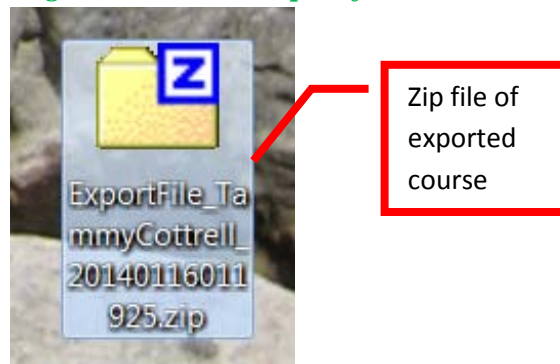 Z
ExportFile_Ta
mmyCottrell_
20140116011
925.zip
Zip file of
exported
course